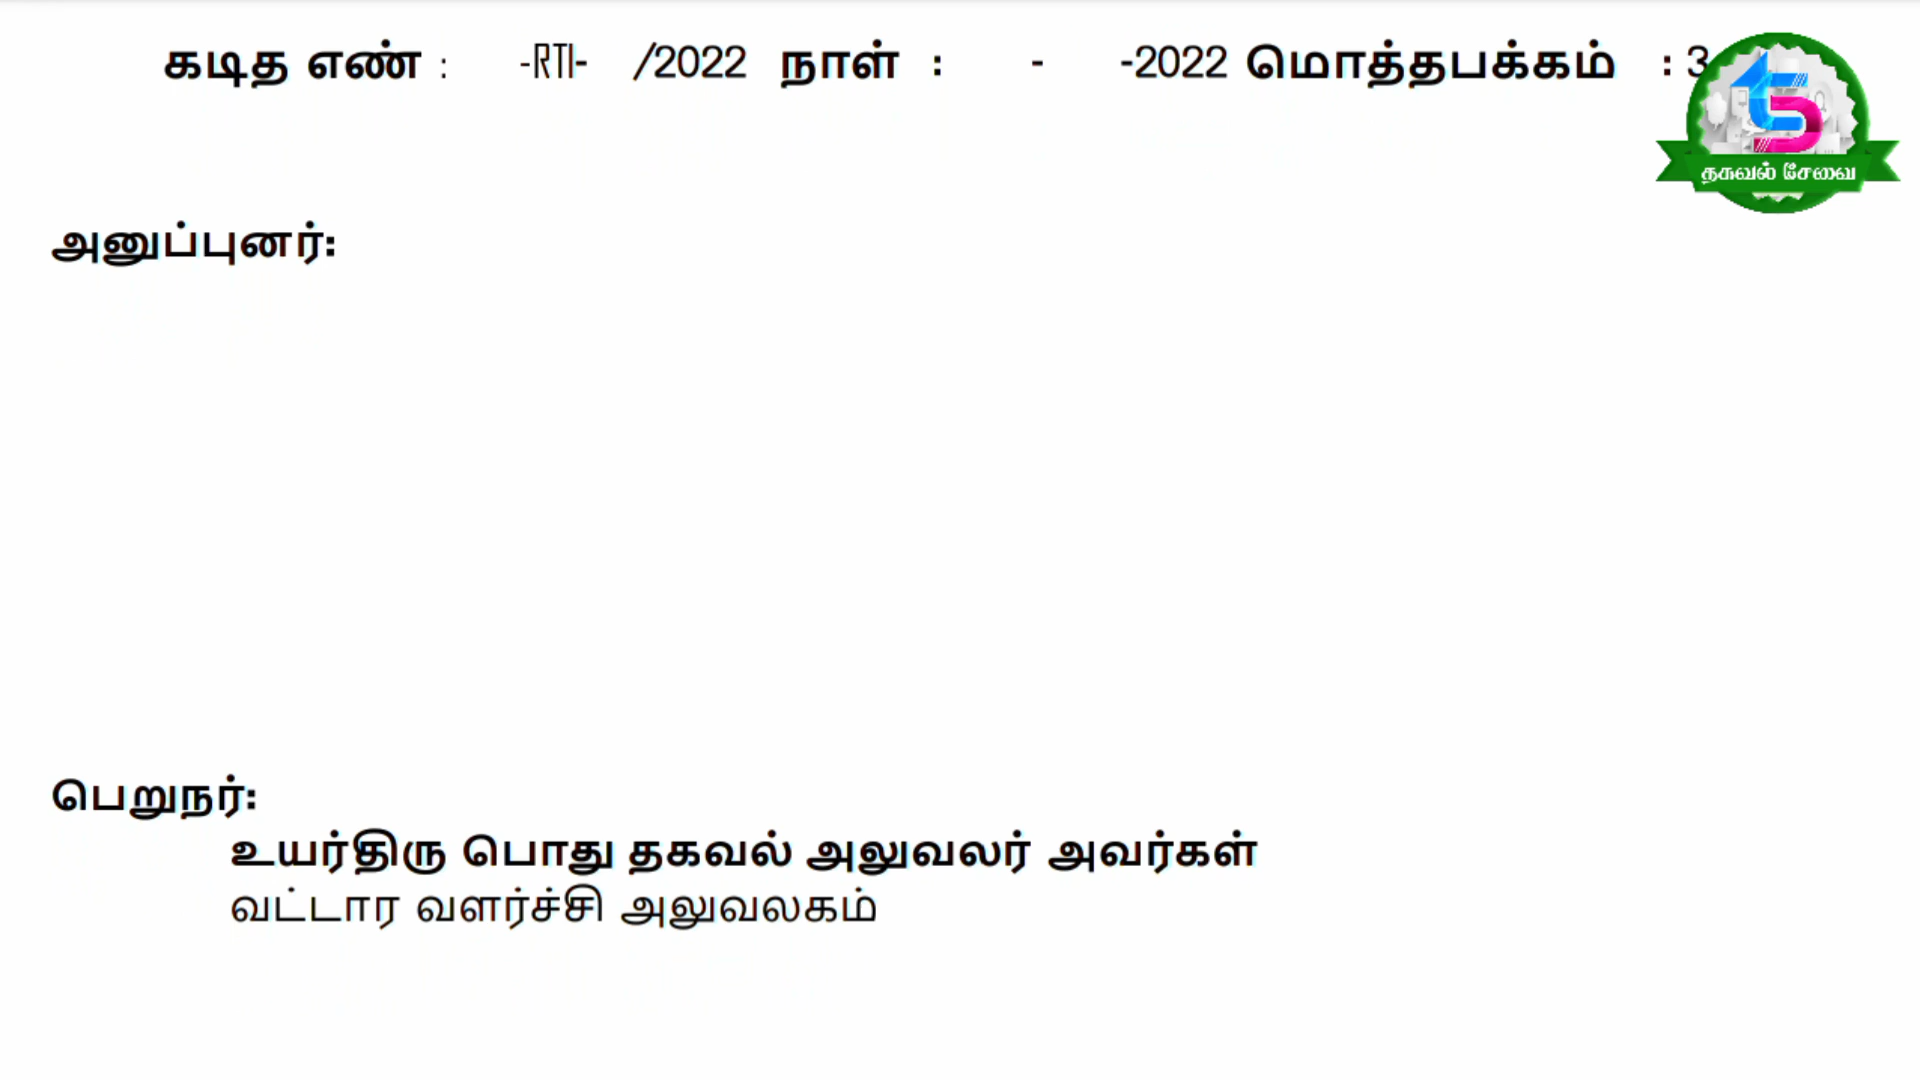 கடித எண் : -RTI- /2022 நாள் : - -2022 மொத்தபக்கம் : 3
தகவல் சேவை
அனுப்புனர்:
பெறுநர்:
உயர்திரு பொது தகவல் அலுவலர் அவர்கள்
வட்டார வளர்ச்சி அலுவலகம்